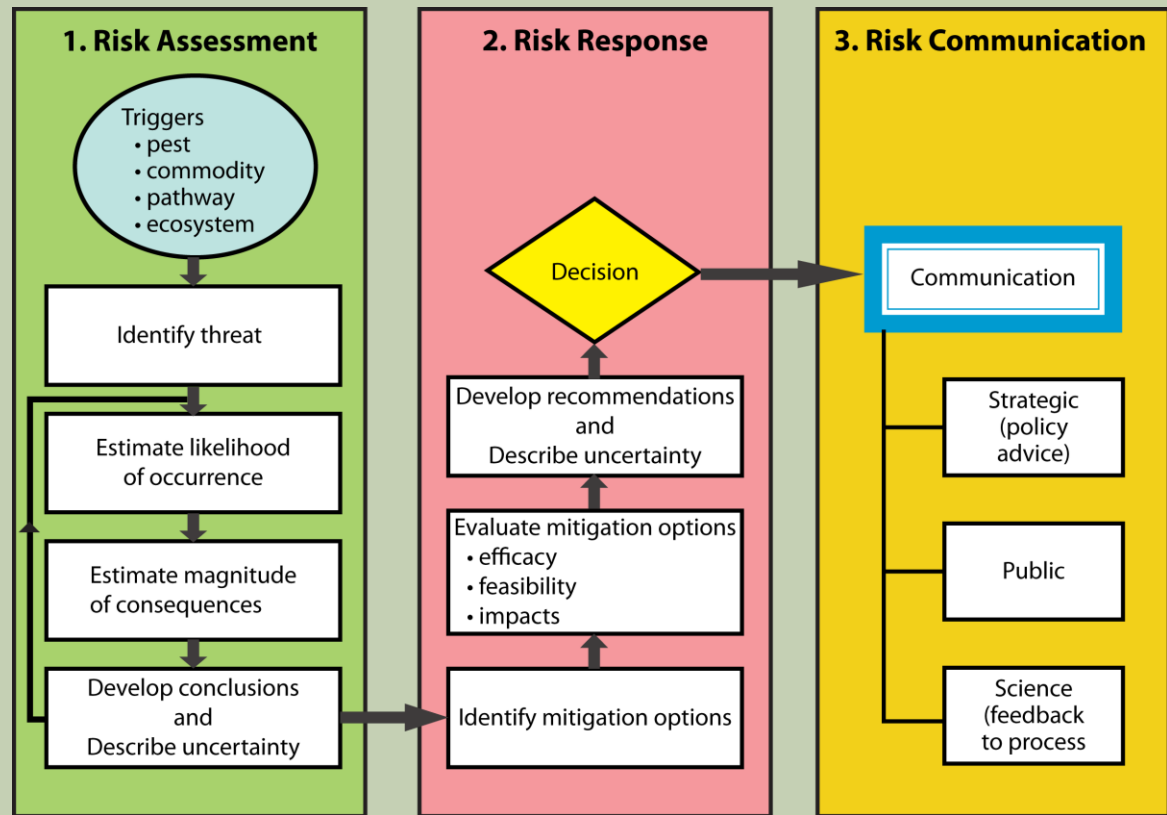 1. Risk Assessment
Triggers
• pest
• commodity
• pathway
• ecosystem
Identify threat
Estimate likelihood
of occurrence
Estimate magnitude
of consequences
Develop conclusions
and
Describe uncertainty
2. Risk Response
Decision
Develop recommendations
and
Describe uncertainty
Evaluate mitigation options
• efficacy
• feasibility
• impacts
Identify mitigation options
3. Risk Communication
Communication
Strategic
(policy
advice)
Public
Science
(feedback
to process